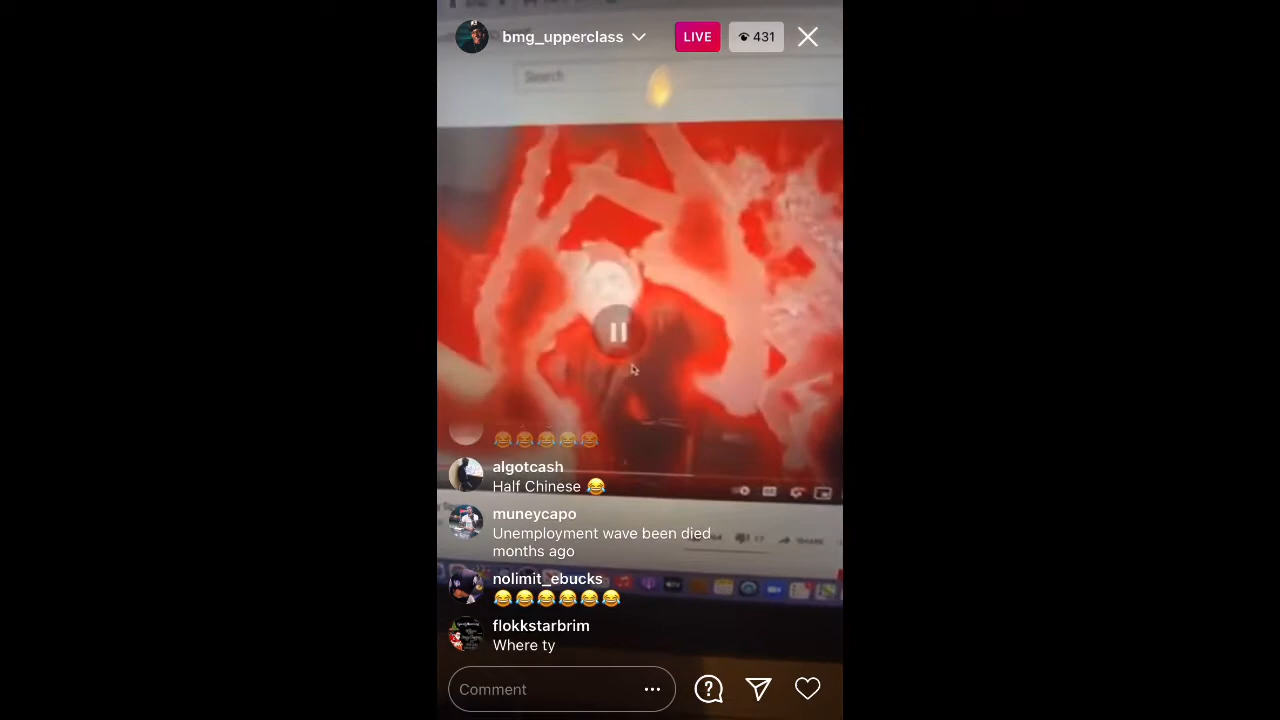 bmg_upperclass
LIVE
431
Search
😂😂😂😂😂
algotcash
Half Chinese 😂
muneycapo
Unemployment wave been died
months ago
nolimit_ebucks
😂😂😂😂😂😂
flokkstarbrim
Where ty
Comment